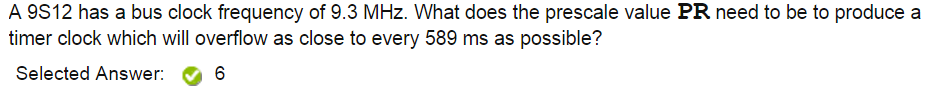 A 9S12 has a bus clock frequency of 9.3 MHz. What does the prescale value PR need to be to produce a
timer clock which will overflow as close to every 589 ms as possible?
Selected Answer: 6